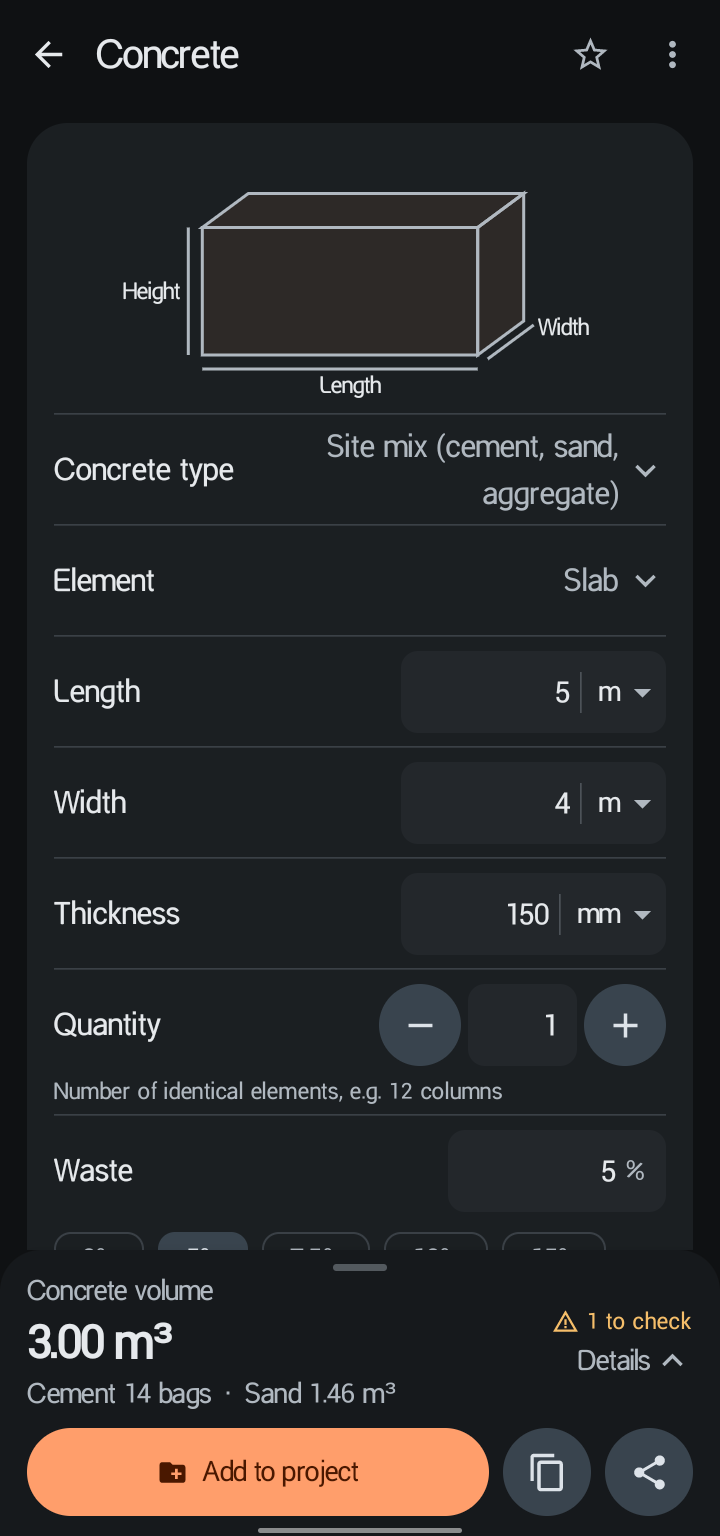 Concrete
Height
Width
Length
Concrete type
Site mix (cement, sand,
aggregate)
Element
Slab
Length
5
m
Width
4
m
Thickness
150
mm
Quantity
1
Number of identical elements, e.g. 12 columns
Waste
5 %
Concrete volume
3.00 m³
1 to check
Details
Cement 14 bags · Sand 1.46 m³
Add to project